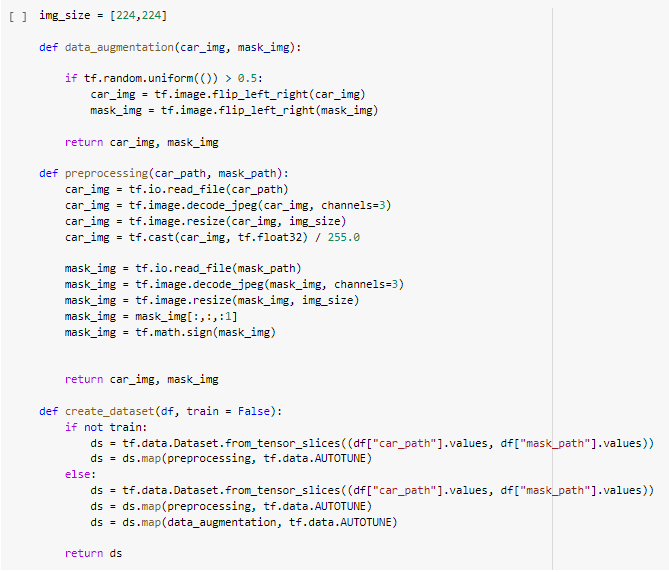 [ ] img_size = [224,224]

    def data_augmentation(car_img, mask_img):

        if tf.random.uniform(()) > 0.5:
            car_img = tf.image.flip_left_right(car_img)
            mask_img = tf.image.flip_left_right(mask_img)

        return car_img, mask_img

    def preprocessing(car_path, mask_path):
        car_img = tf.io.read_file(car_path)
        car_img = tf.image.decode_jpeg(car_img, channels=3)
        car_img = tf.image.resize(car_img, img_size)
        car_img = tf.cast(car_img, tf.float32) / 255.0

        mask_img = tf.io.read_file(mask_path)
        mask_img = tf.image.decode_jpeg(mask_img, channels=3)
        mask_img = tf.image.resize(mask_img, img_size)
        mask_img = mask_img[:,:,:1]
        mask_img = tf.math.sign(mask_img)


        return car_img, mask_img

    def create_dataset(df, train = False):
        if not train:
            ds = tf.data.Dataset.from_tensor_slices((df["car_path"].values, df["mask_path"].values))
            ds = ds.map(preprocessing, tf.data.AUTOTUNE)
        else:
            ds = tf.data.Dataset.from_tensor_slices((df["car_path"].values, df["mask_path"].values))
            ds = ds.map(preprocessing, tf.data.AUTOTUNE)
            ds = ds.map(data_augmentation, tf.data.AUTOTUNE)

        return ds